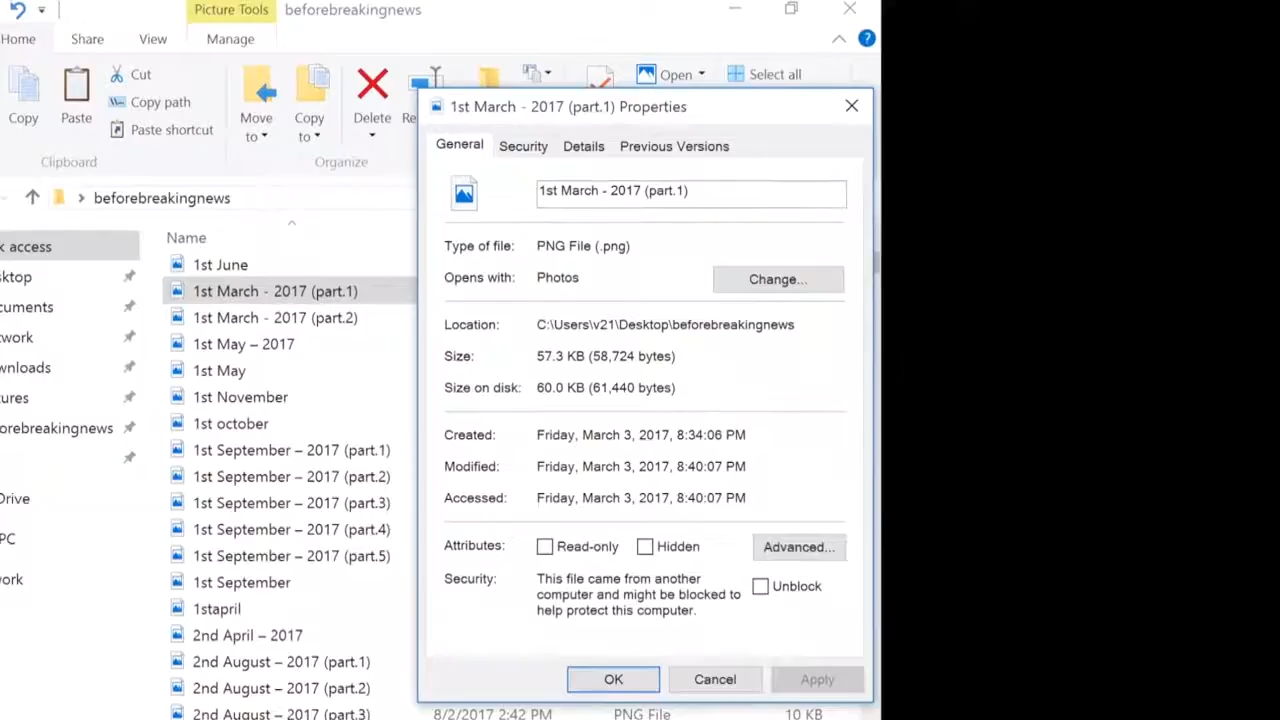 Picture Tools beforebreakingnews
Home Share View Manage
Copy
Paste
Cut
Copy path
Paste shortcut
Move to
Copy to
Delete
Re
Open
Select all
Clipboard
Organize
beforebreakingnews
k access
ktop
cuments
twork
wnloads
tures
orebreakingnews
Drive
PC
work
Name
1st June
1st March - 2017 (part.1)
1st March - 2017 (part.2)
1st May – 2017
1st May
1st November
1st october
1st September – 2017 (part.1)
1st September – 2017 (part.2)
1st September – 2017 (part.3)
1st September – 2017 (part.4)
1st September – 2017 (part.5)
1st September
1stapril
2nd April – 2017
2nd August – 2017 (part.1)
2nd August – 2017 (part.2)
2nd August – 2017 (part.3)
8/2/2017 2:42 PM PNG File 10 KB
1st March - 2017 (part.1) Properties
General Security Details Previous Versions
1st March - 2017 (part.1)
Type of file: PNG File (.png)
Opens with: Photos Change...
Location: C:\Users\v21\Desktop\beforebreakingnews
Size: 57.3 KB (58,724 bytes)
Size on disk: 60.0 KB (61,440 bytes)
Created: Friday, March 3, 2017, 8:34:06 PM
Modified: Friday, March 3, 2017, 8:40:07 PM
Accessed: Friday, March 3, 2017, 8:40:07 PM
Attributes: Read-only Hidden Advanced...
Security: This file came from another
computer and might be blocked to
help protect this computer.
Unblock
OK Cancel Apply